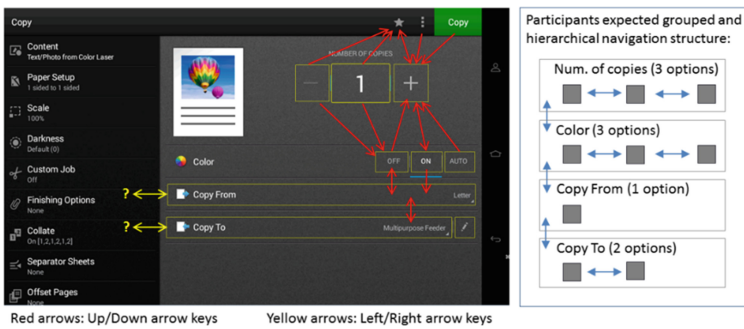 Copy
Copy
Content
Text/Photo from Color Laser
Paper Setup
1 sided to 1 sided
Scale
100%
Darkness
Default (0)
Custom Job
Off
Finishing Options
None
Collate
On [1,2,1,2,1,2]
Separator Sheets
None
Offset Pages
None
NUMBER OF COPIES
1
Color
OFF
ON
AUTO
?
Copy From
Letter
?
Copy To
Multipurpose Feeder
Red arrows: Up/Down arrow keys
Yellow arrows: Left/Right arrow keys
Participants expected grouped and
hierarchical navigation structure:
Num. of copies (3 options)
Color (3 options)
Copy From (1 option)
Copy To (2 options)